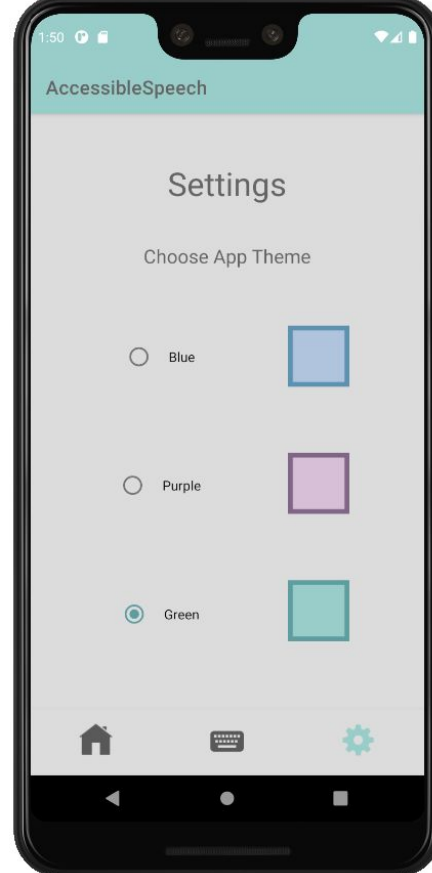 1:50
AccessibleSpeech
Settings
Choose App Theme
Blue
Purple
Green